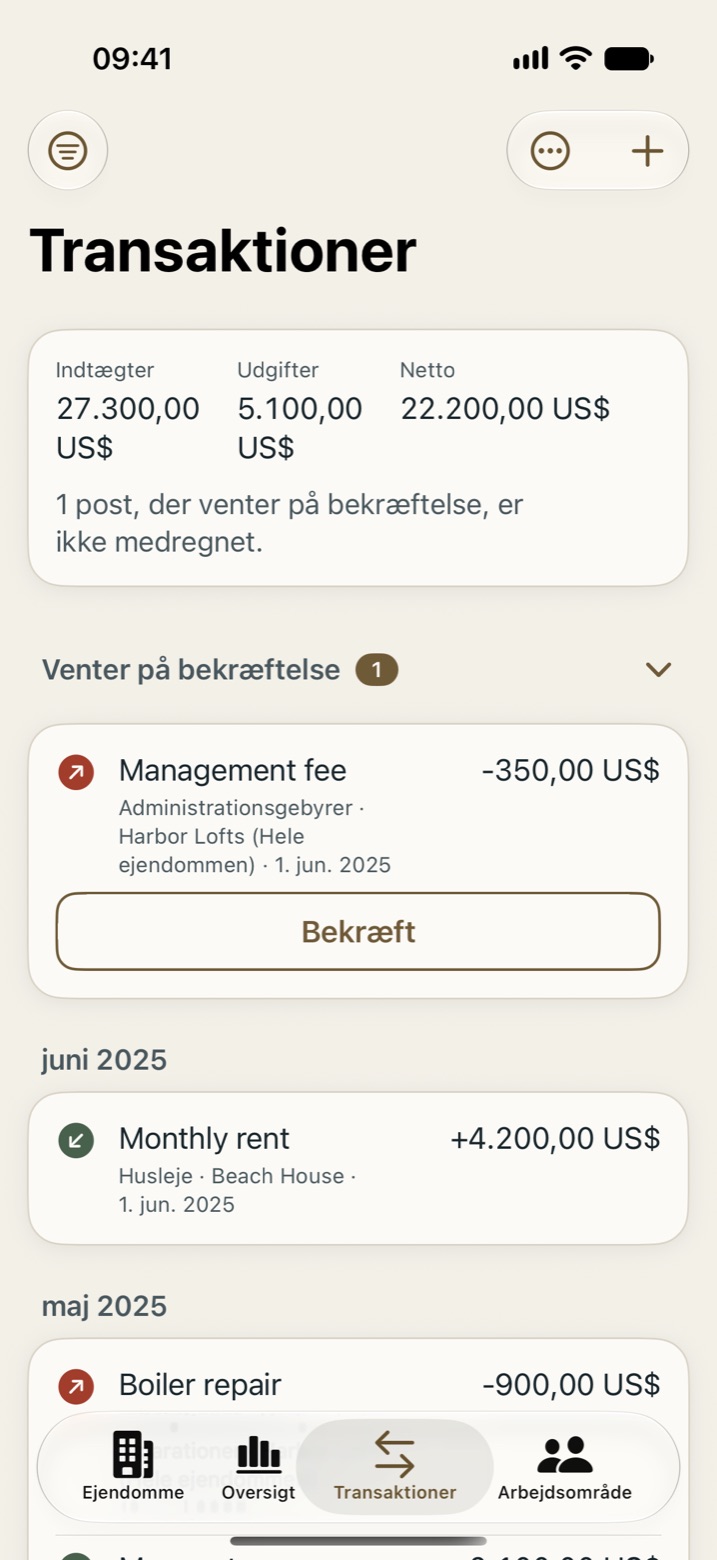 09:41
Transaktioner
Indtægter
Udgifter
Netto
27.300,00
US$
5.100,00
US$
22.200,00 US$
1 post, der venter på bekræftelse, er
ikke medregnet.
Venter på bekræftelse 1
Management fee
-350,00 US$
Administrationsgebyrer ·
Harbor Lofts (Hele
ejendommen) · 1. jun. 2025
Bekræft
juni 2025
Monthly rent
+4.200,00 US$
Husleje · Beach House ·
1. jun. 2025
maj 2025
Boiler repair
-900,00 US$
Ejendomme
Oversigt
Transaktioner
Arbejdsområde